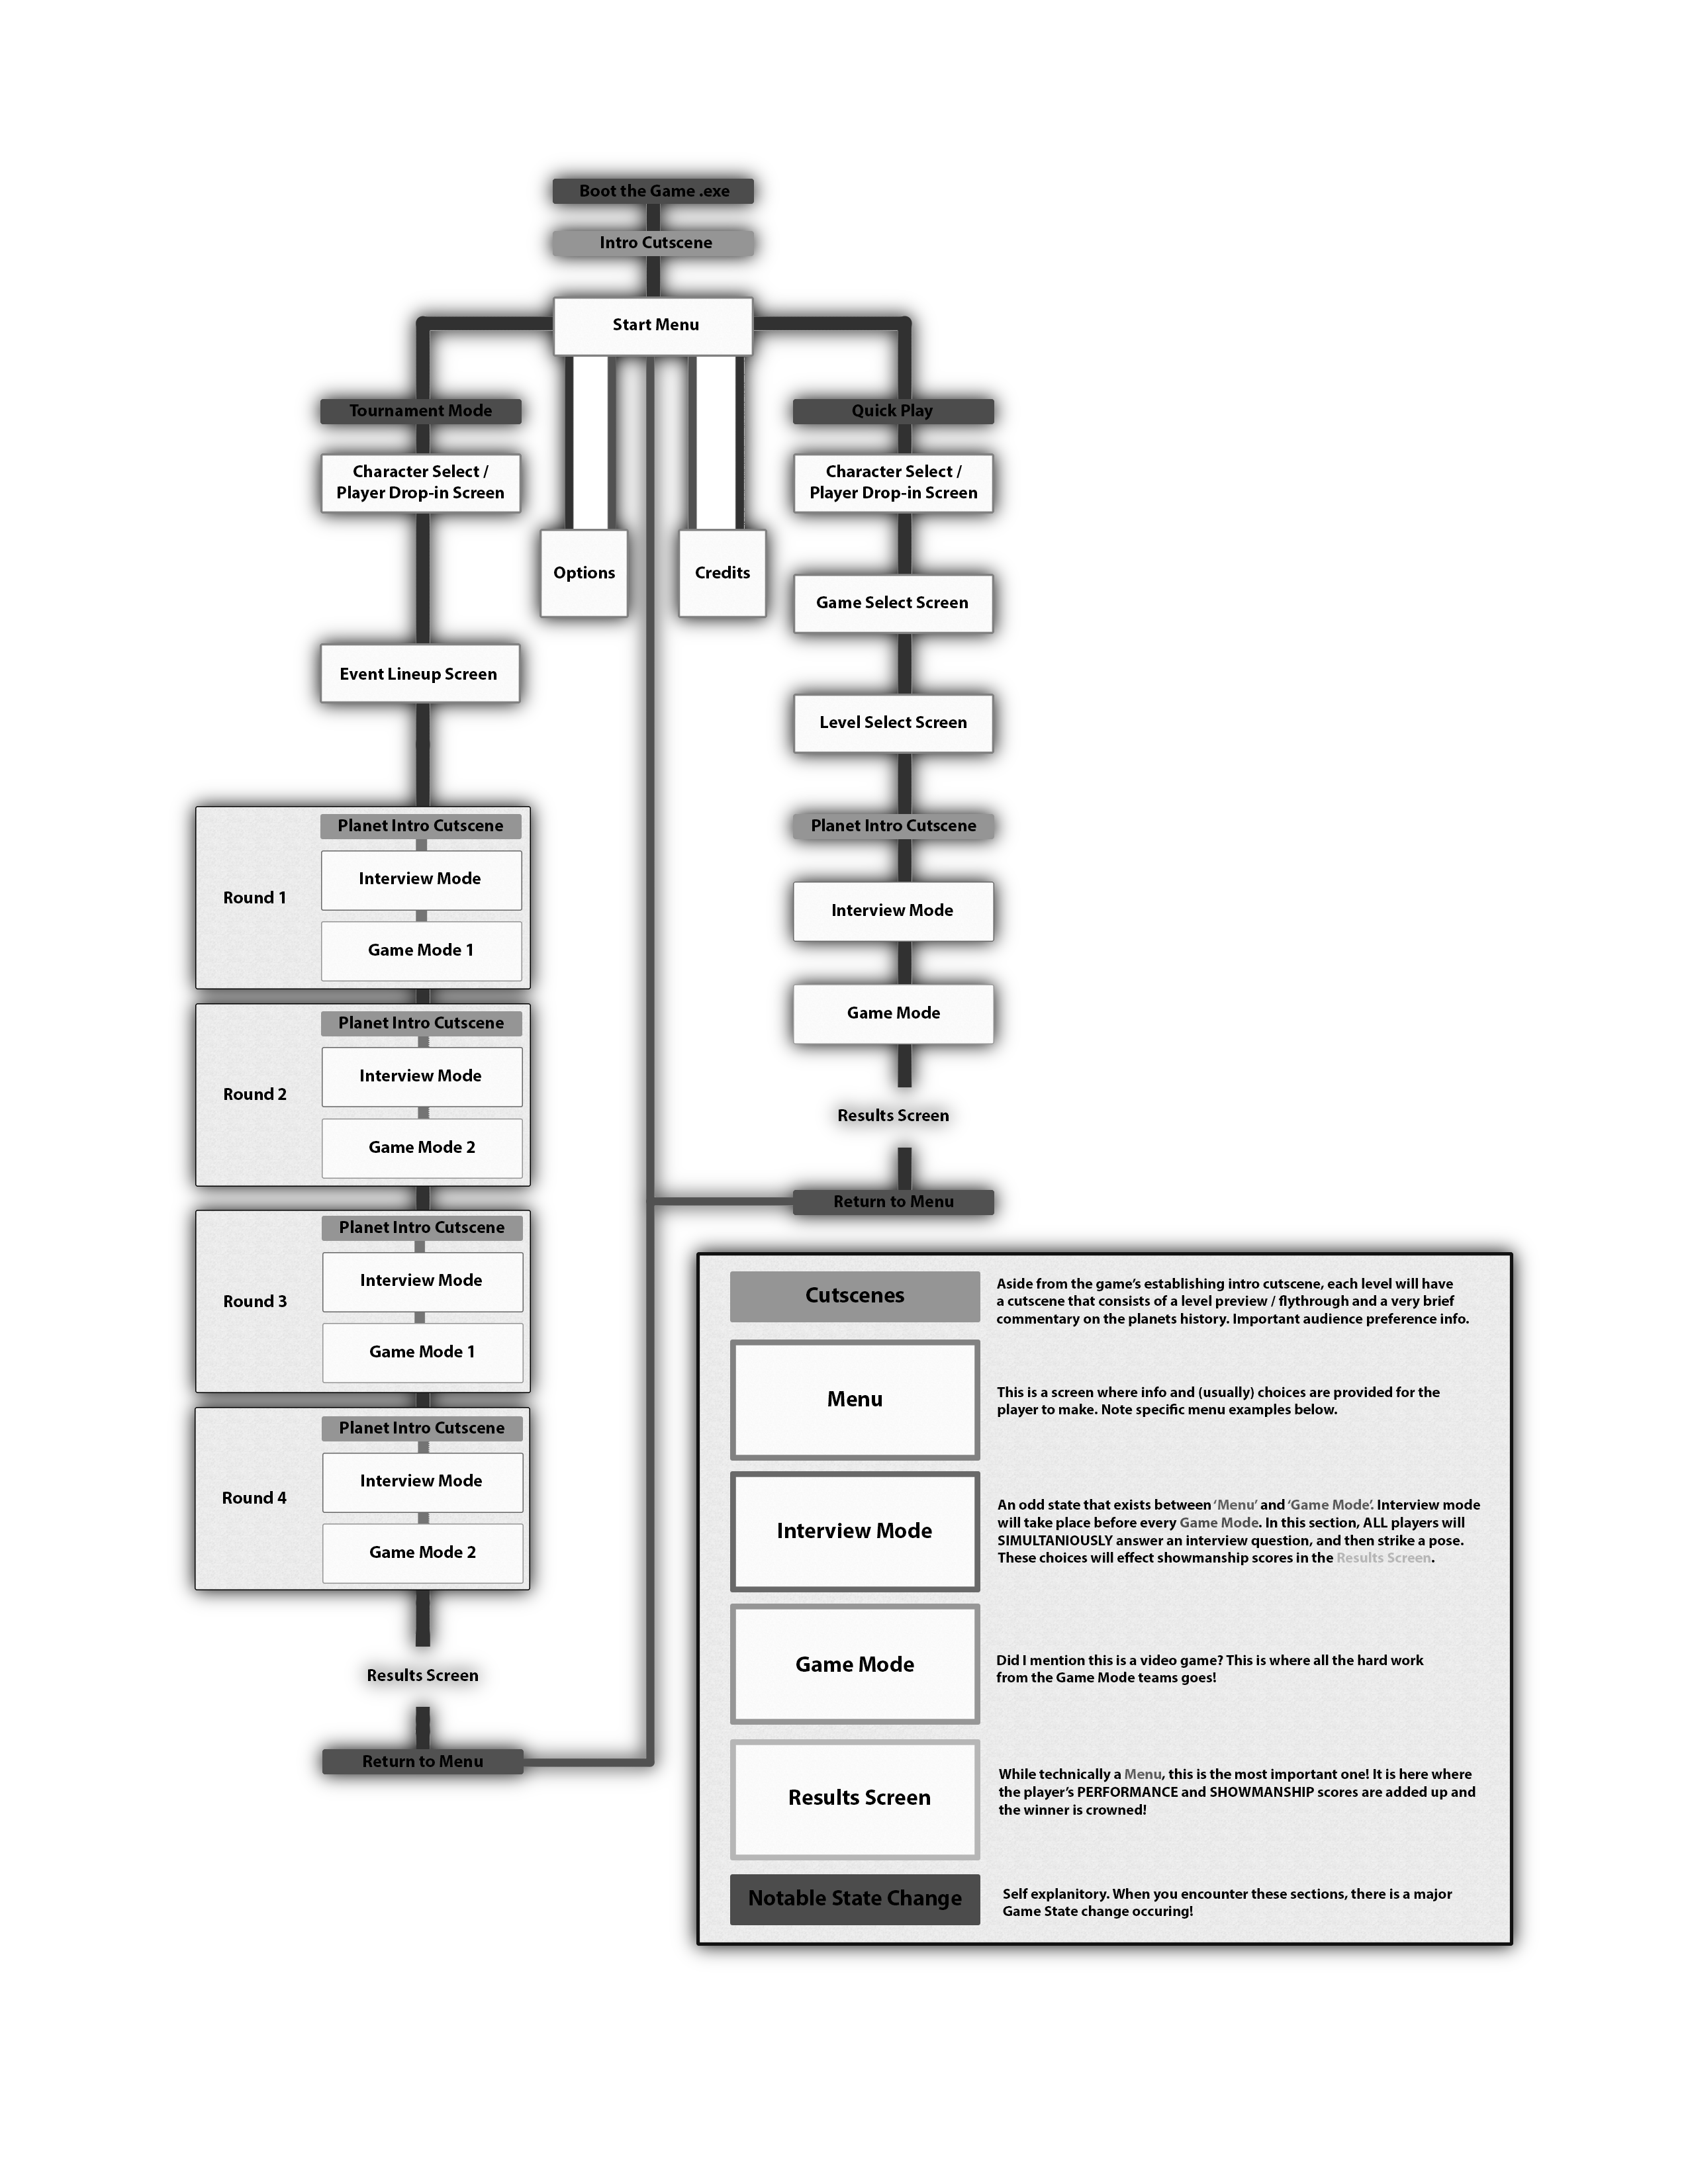 Boot the Game .exe
Intro Cutscene
Start Menu
Tournament Mode
Character Select /
Player Drop-in Screen
Event Lineup Screen
Round 1
Planet Intro Cutscene
Interview Mode
Game Mode 1
Round 2
Planet Intro Cutscene
Interview Mode
Game Mode 2
Round 3
Planet Intro Cutscene
Interview Mode
Game Mode 1
Round 4
Planet Intro Cutscene
Interview Mode
Game Mode 2
Results Screen
Return to Menu
Options
Credits
Quick Play
Character Select /
Player Drop-in Screen
Game Select Screen
Level Select Screen
Planet Intro Cutscene
Interview Mode
Game Mode
Results Screen
Return to Menu
Cutscenes
Aside from the game's establishing intro cutscene, each level will have
a cutscene that consists of a level preview / flythrough and a very brief
commentary on the planets history. Important audience preference info.
Menu
This is a screen where info and (usually) choices are provided for the
player to make. Note specific menu examples below.
Interview Mode
An odd state that exists between 'Menu' and 'Game Mode'. Interview mode
will take place before every Game Mode. In this section, ALL players will
SIMULTANIOUSLY answer an interview question, and then strike a pose.
These choices will effect showmanship scores in the Results Screen.
Game Mode
Did I mention this is a video game? This is where all the hard work
from the Game Mode teams goes!
Results Screen
While technically a Menu, this is the most important one! It is here where
the player's PERFORMANCE and SHOWMANSHIP scores are added up and
the winner is crowned!
Notable State Change
Self explanitory. When you encounter these sections, there is a major
Game State change occuring!